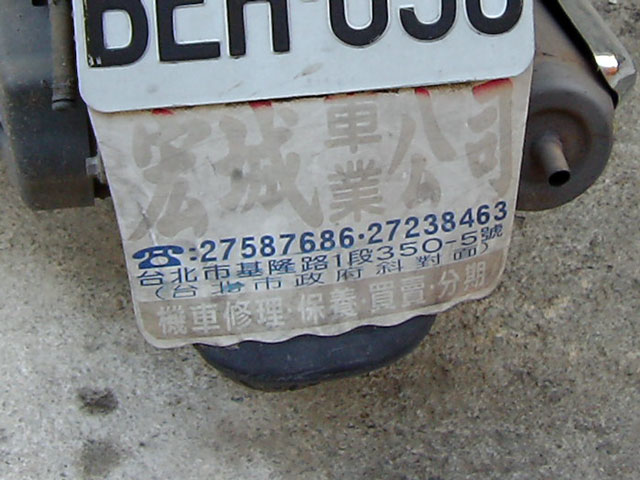 BEH-050
宏城車業公司
☎:27587686·27238463
台北市基隆路1段350-5號
(台北市政府斜對面)
機車修理·保養·買賣·分期